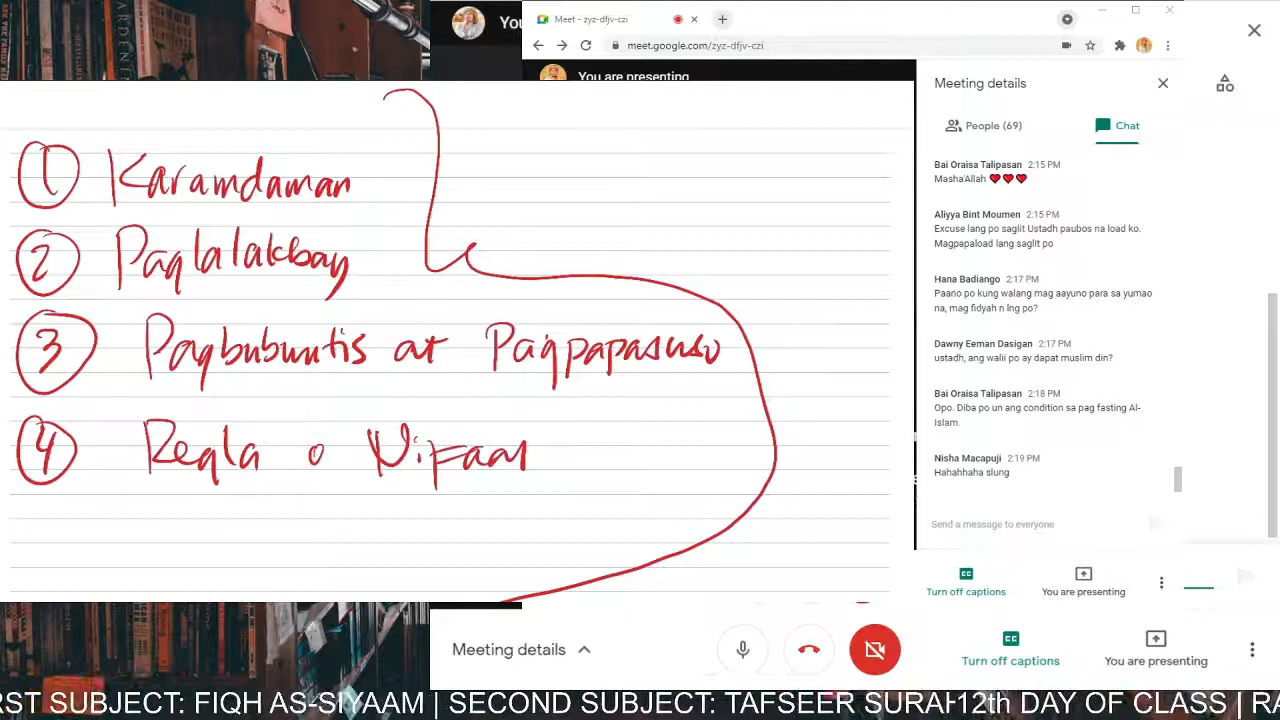 You
Meet - zyz-dfjv-czi
meet.google.com/zyz-dfjv-czi
You are presenting
① Karamdaman
② Paglalakbay
③ Pagbubuntis at Pagpapasuso
④ Regla o Nifaas
Meeting details
People (69)
Chat
Bai Oraisa Talipasan 2:15 PM
Masha'Allah ❤❤❤
Aliyya Bint Moumen 2:15 PM
Excuse lang po saglit Ustadh paubos na load ko.
Magpapaload lang saglit po
Hana Badiango 2:17 PM
Paano po kung walang mag aayuno para sa yumao
na, mag fidyah n lng po?
Dawny Eeman Dasigan 2:17 PM
ustadh, ang walii po ay dapat muslim din?
Bai Oraisa Talipasan 2:18 PM
Opo. Diba po un ang condition sa pag fasting Al-
Islam.
Nisha Macapuji 2:19 PM
Hahahhaha slung
Send a message to everyone
Turn off captions
You are presenting
Meeting details
Turn off captions
You are presenting
RST SUBJECT: FIQH AS-SIYAAM | SECOND SUBJECT: TAFSEER SURAH 12th DAY OF CLASS | RA